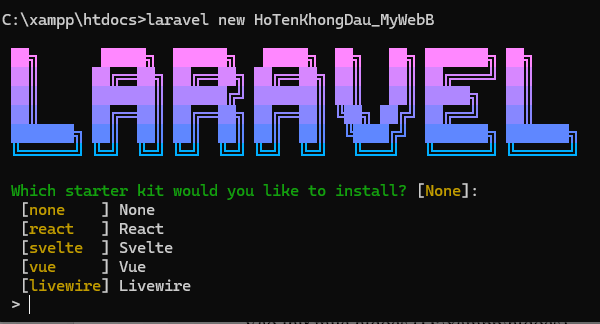 C:\xampp\htdocs>laravel new HoTenKhongDau_MyWebB
LARAVEL
Which starter kit would you like to install? [None]:
[none    ] None
[react   ] React
[svelte  ] Svelte
[vue     ] Vue
[livewire] Livewire
>